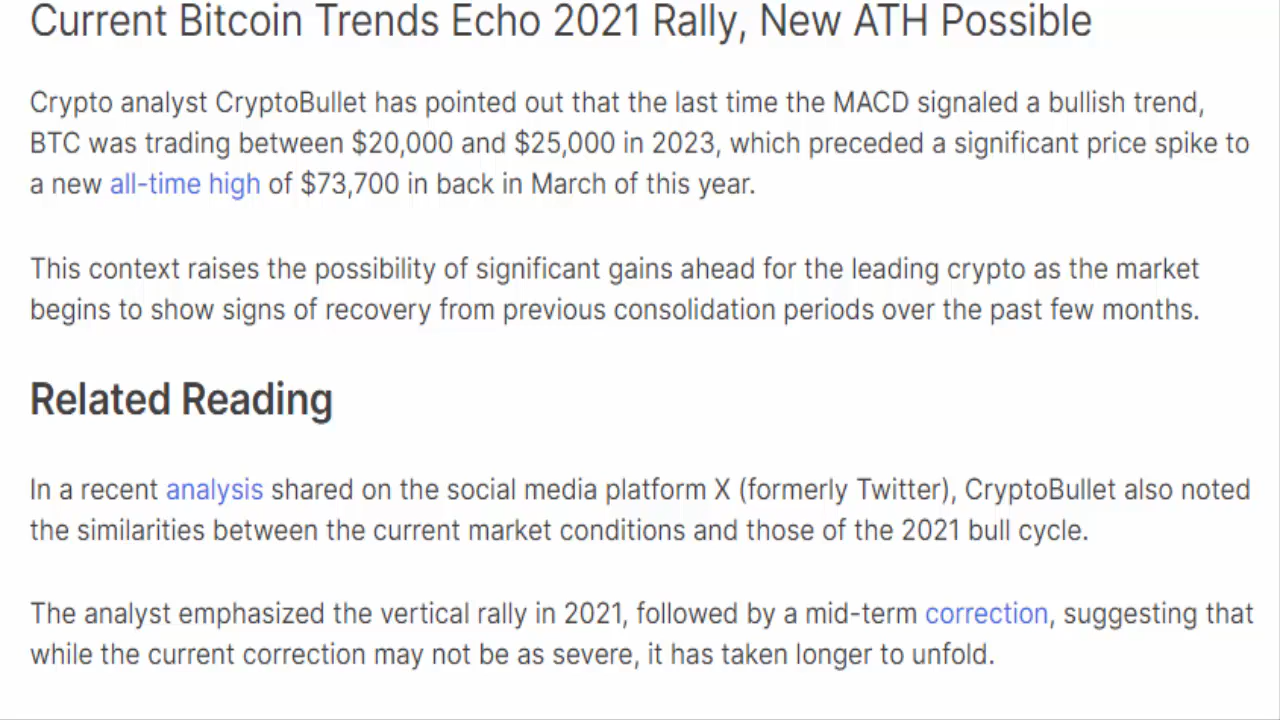 Current Bitcoin Trends Echo 2021 Rally, New ATH Possible
Crypto analyst CryptoBullet has pointed out that the last time the MACD signaled a bullish trend,
BTC was trading between $20,000 and $25,000 in 2023, which preceded a significant price spike to
a new all-time high of $73,700 in back in March of this year.
This context raises the possibility of significant gains ahead for the leading crypto as the market
begins to show signs of recovery from previous consolidation periods over the past few months.
Related Reading
In a recent analysis shared on the social media platform X (formerly Twitter), CryptoBullet also noted
the similarities between the current market conditions and those of the 2021 bull cycle.
The analyst emphasized the vertical rally in 2021, followed by a mid-term correction, suggesting that
while the current correction may not be as severe, it has taken longer to unfold.